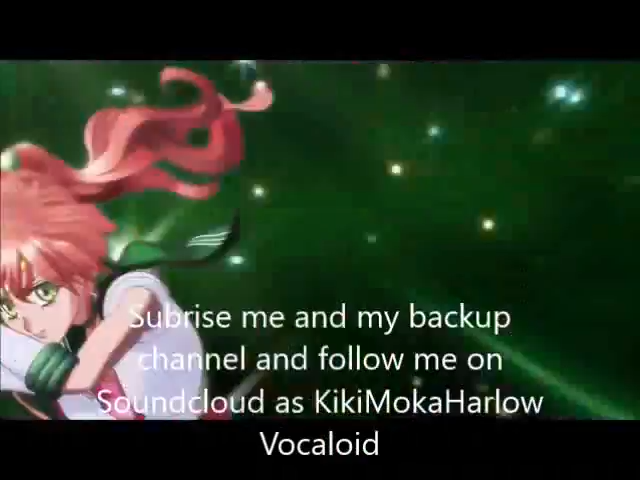 Subrise me and my backup
channel and follow me on
Soundcloud as KikiMokaHarlow
Vocaloid